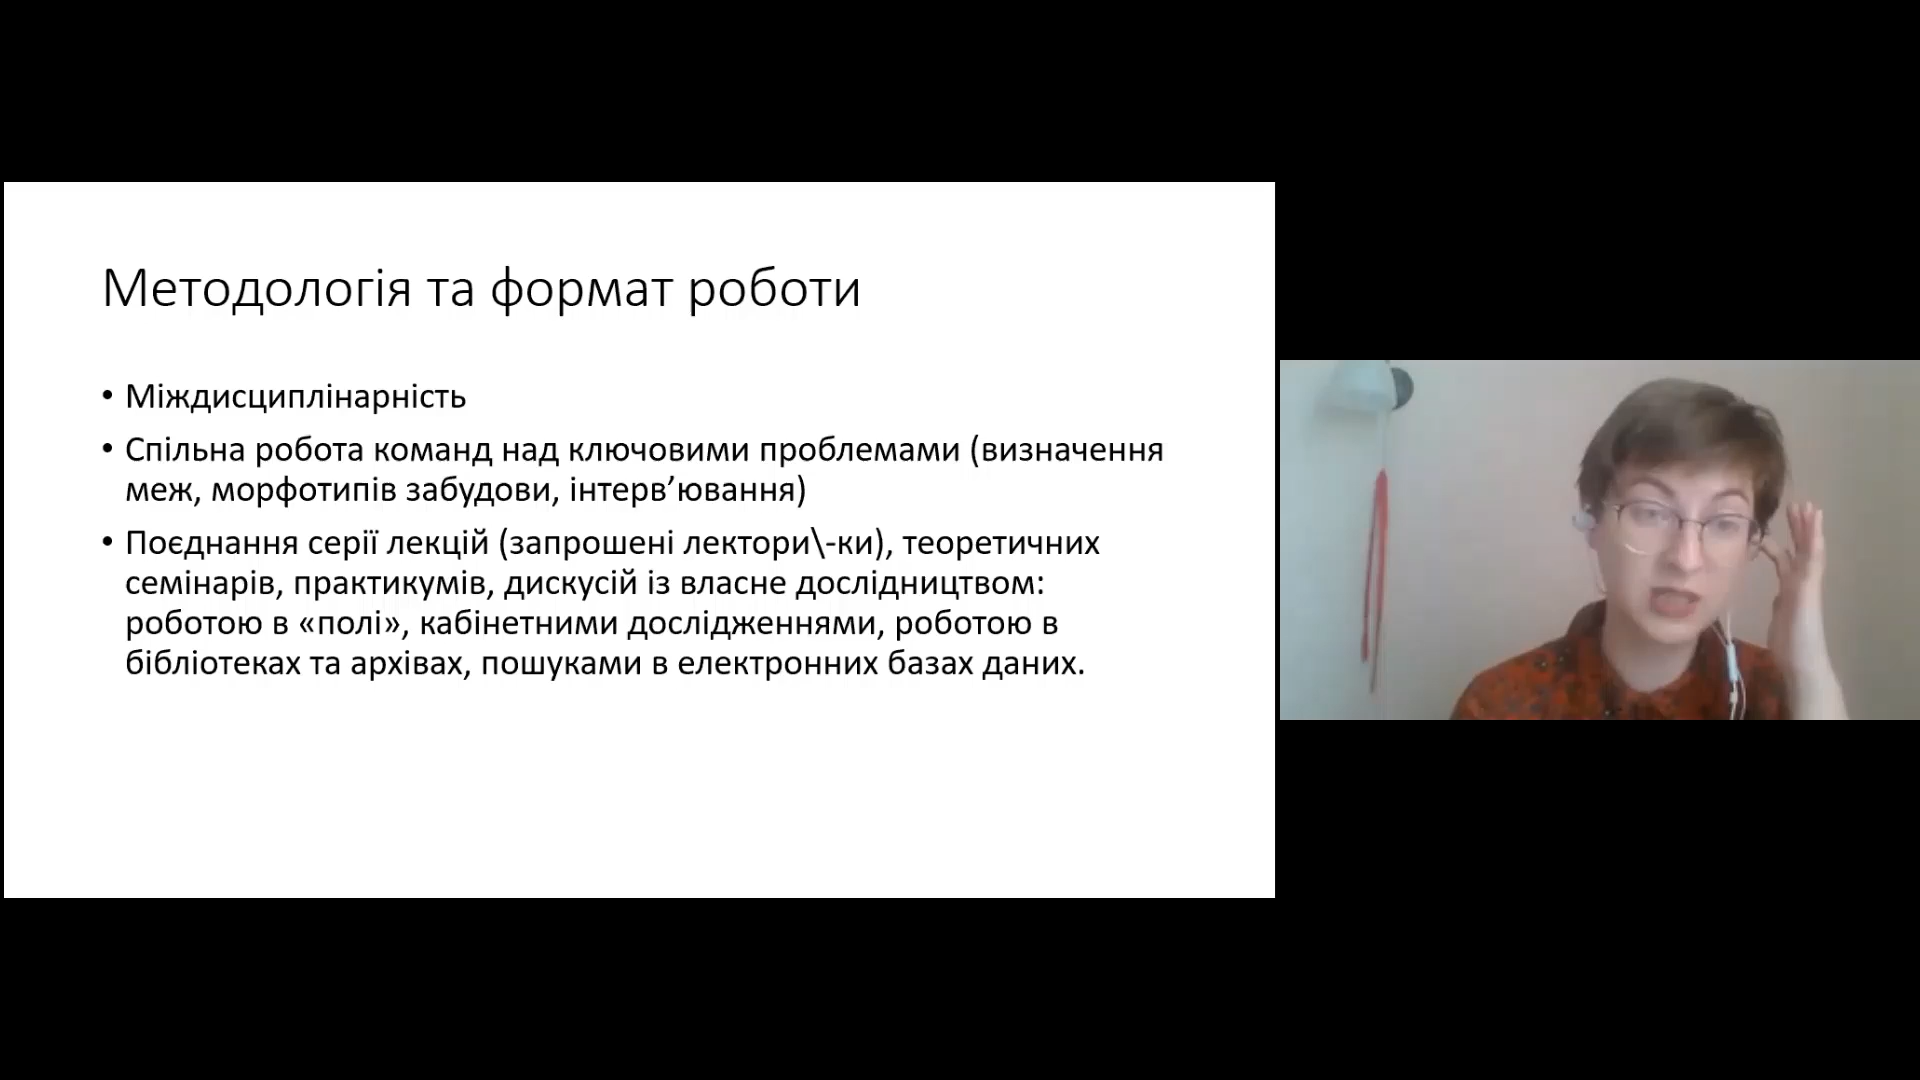 Методологія та формат роботи
• Міждисциплінарність
• Спільна робота команд над ключовими проблемами (визначення
меж, морфотипів забудови, інтерв’ювання)
• Поєднання серії лекцій (запрошені лектори\-ки), теоретичних
семінарів, практикумів, дискусій із власне дослідництвом:
роботою в «полі», кабінетними дослідженнями, роботою в
бібліотеках та архівах, пошуками в електронних базах даних.